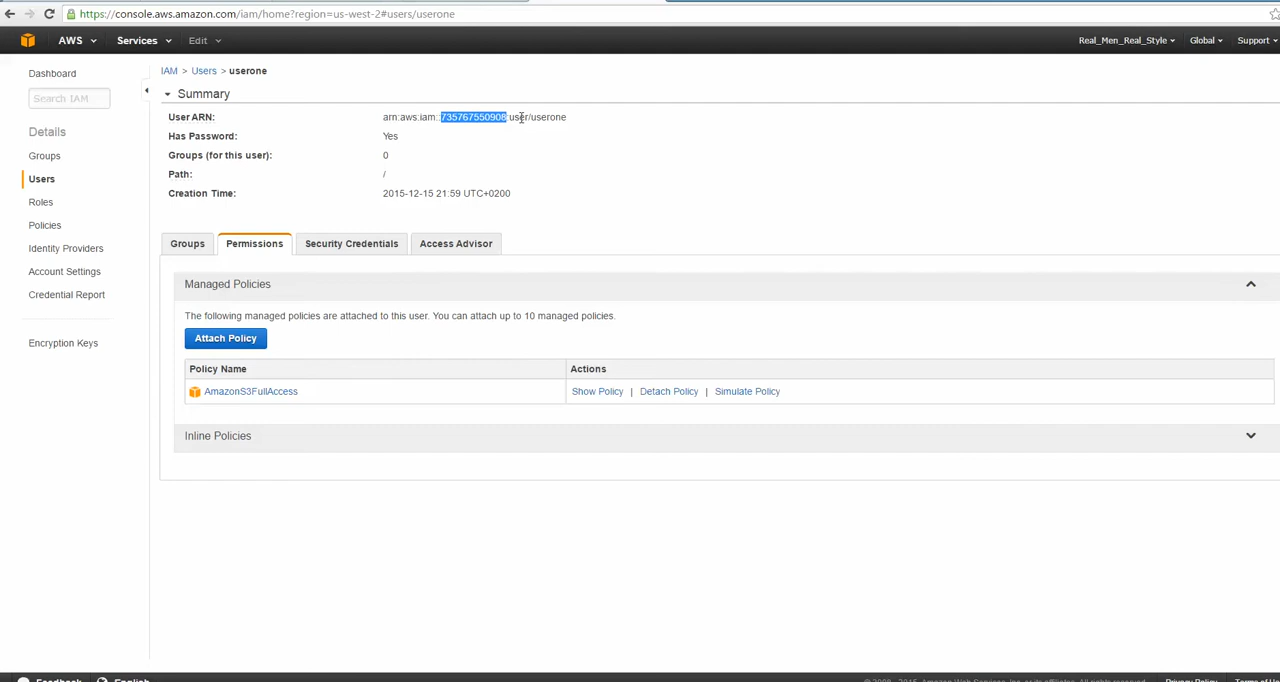 https://console.aws.amazon.com/iam/home?region=us-west-2#users/userone
AWS Services Edit Real_Men_Real_Style Global Support
Dashboard
Search IAM
Details
Groups
Users
Roles
Policies
Identity Providers
Account Settings
Credential Report
Encryption Keys
IAM > Users > userone
Summary
User ARN: arn:aws:iam::735767550908:user/userone
Has Password: Yes
Groups (for this user): 0
Path: /
Creation Time: 2015-12-15 21:59 UTC+0200
Groups Permissions Security Credentials Access Advisor
Managed Policies
The following managed policies are attached to this user. You can attach up to 10 managed policies.
Attach Policy
Policy Name Actions
AmazonS3FullAccess Show Policy | Detach Policy | Simulate Policy
Inline Policies
Feedback English Privacy Policy